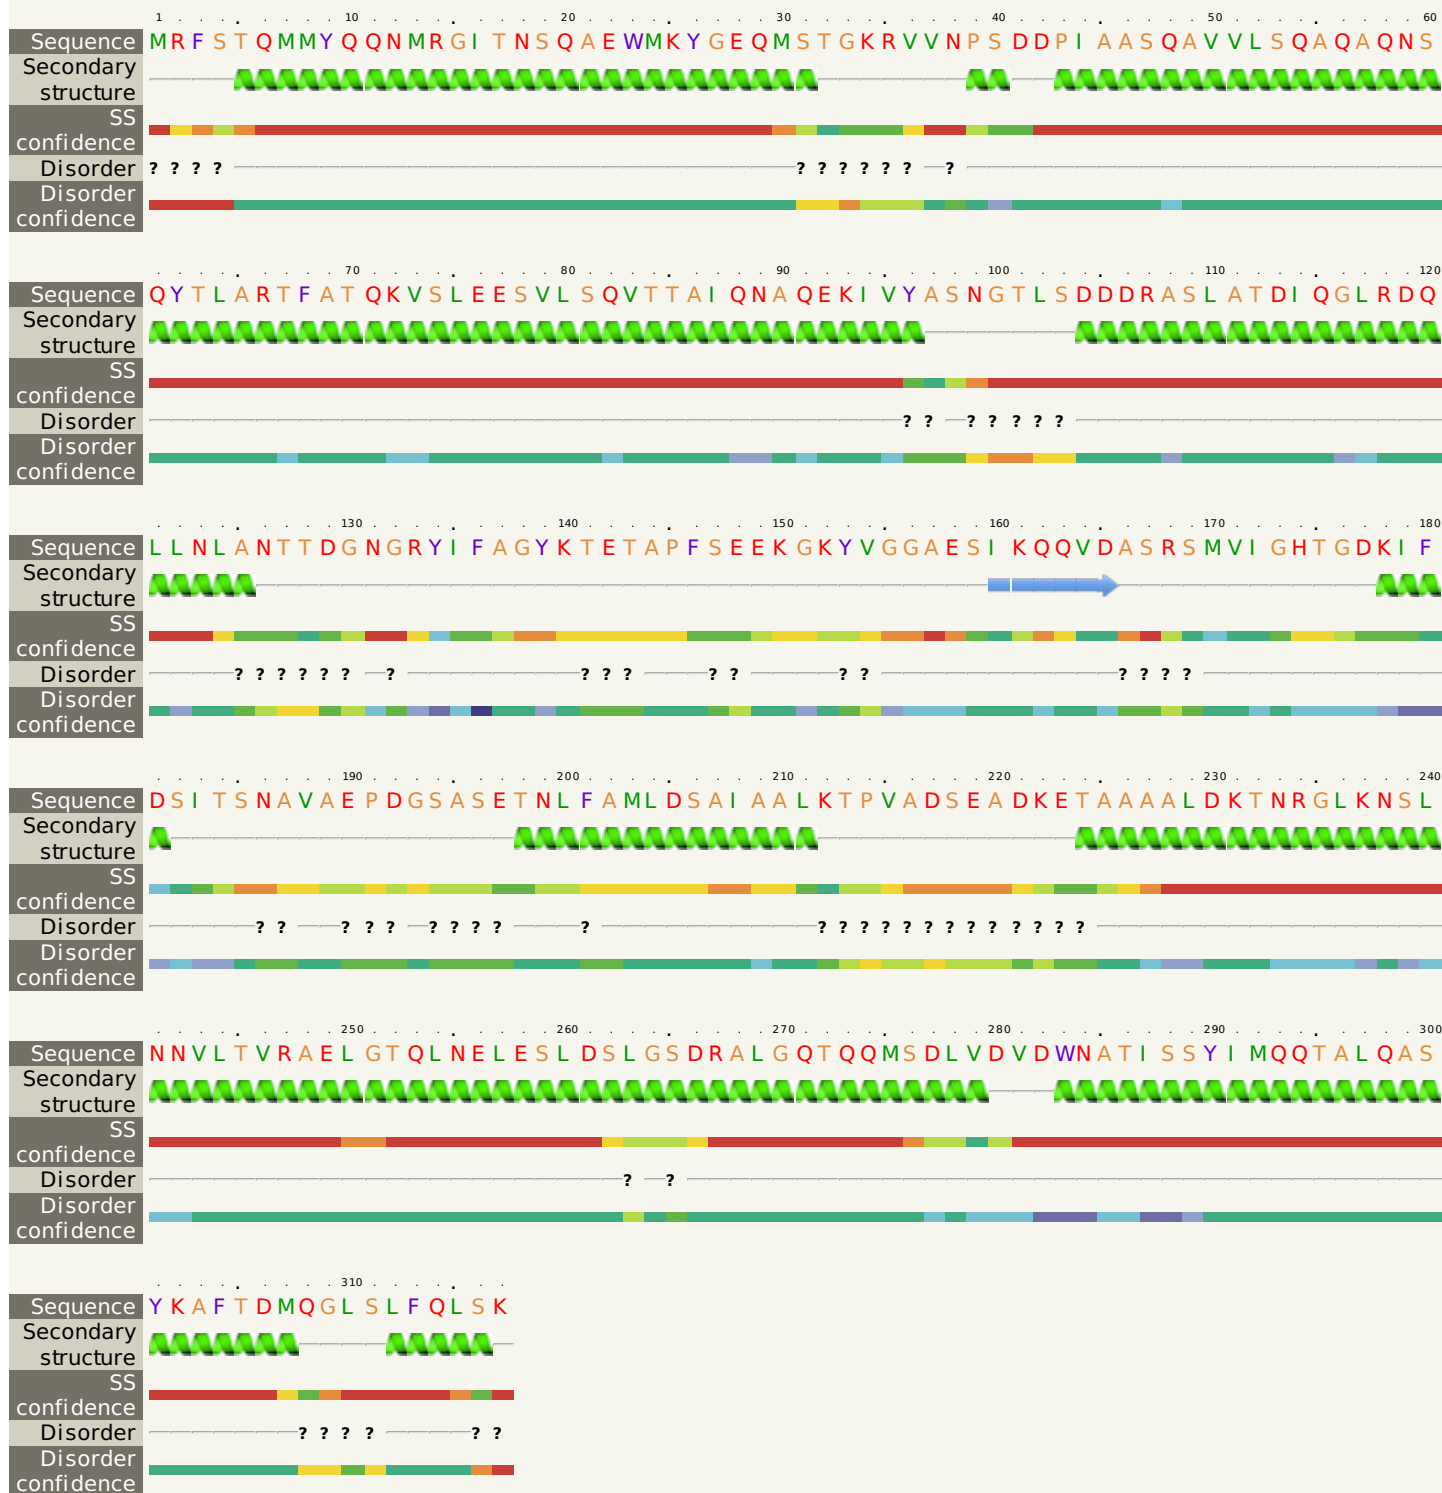 1 10 20 30 40 50 60
Sequence MRFSTQMMYQQNMRGITNSQAEWMKYGEQMSTGKRVVNPSDDPIAASQAVVLSQAQAQNS
Secondary
structure
SS
confidence
Disorder ? ? ? ? ? ? ? ? ? ? ?
Disorder
confidence
70 80 90 100 110 120
Sequence QYTLARTFATQKVSLEESVLSQVTTAIQNAQEKIVYASNGTLSDDDRASLATDIQGLRDQ
Secondary
structure
SS
confidence
Disorder ? ? ? ? ? ? ?
Disorder
confidence
130 140 150 160 170 180
Sequence LLNLANTTDGNGRYIFAGYKTETAPFSEEKGKYVGGAESIKQQVDASRSMVIGHTGDKIF
Secondary
structure
SS
confidence
Disorder ? ? ? ? ? ? ? ? ? ? ? ? ? ? ? ? ? ?
Disorder
confidence
190 200 210 220 230 240
Sequence DSITSNAVAEPDGSASETNLFAMLDSAIAALKTPVADSEADKETAAAALDKTNRGLKNSL
Secondary
structure
SS
confidence
Disorder ? ? ? ? ? ? ? ? ? ? ? ? ? ? ? ? ? ? ? ? ? ? ?
Disorder
confidence
250 260 270 280 290 300
Sequence NNVLTVRAELGTQLNELESLDSLGSDRALGQTQQMSDLVDVDWNATISSYIMQQTALQAS
Secondary
structure
SS
confidence
Disorder ? ?
Disorder
confidence
310
Sequence YKAFTDMQGLSLFQLSK
Secondary
structure
SS
confidence
Disorder ? ? ? ? ? ?
Disorder
confidence